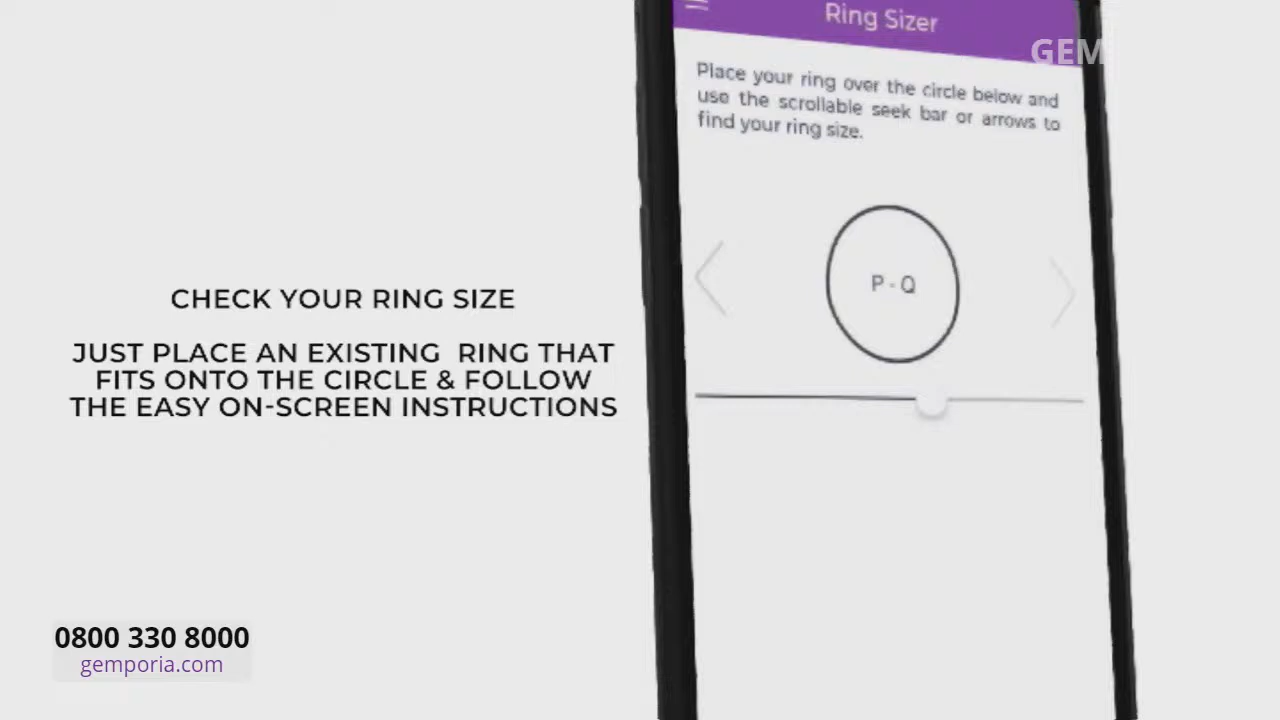 Ring Sizer
GEM
Place your ring over the circle below and
use the scrollable seek bar or arrows to
find your ring size.
P - Q
CHECK YOUR RING SIZE
JUST PLACE AN EXISTING RING THAT
FITS ONTO THE CIRCLE & FOLLOW
THE EASY ON-SCREEN INSTRUCTIONS
0800 330 8000
gemporia.com